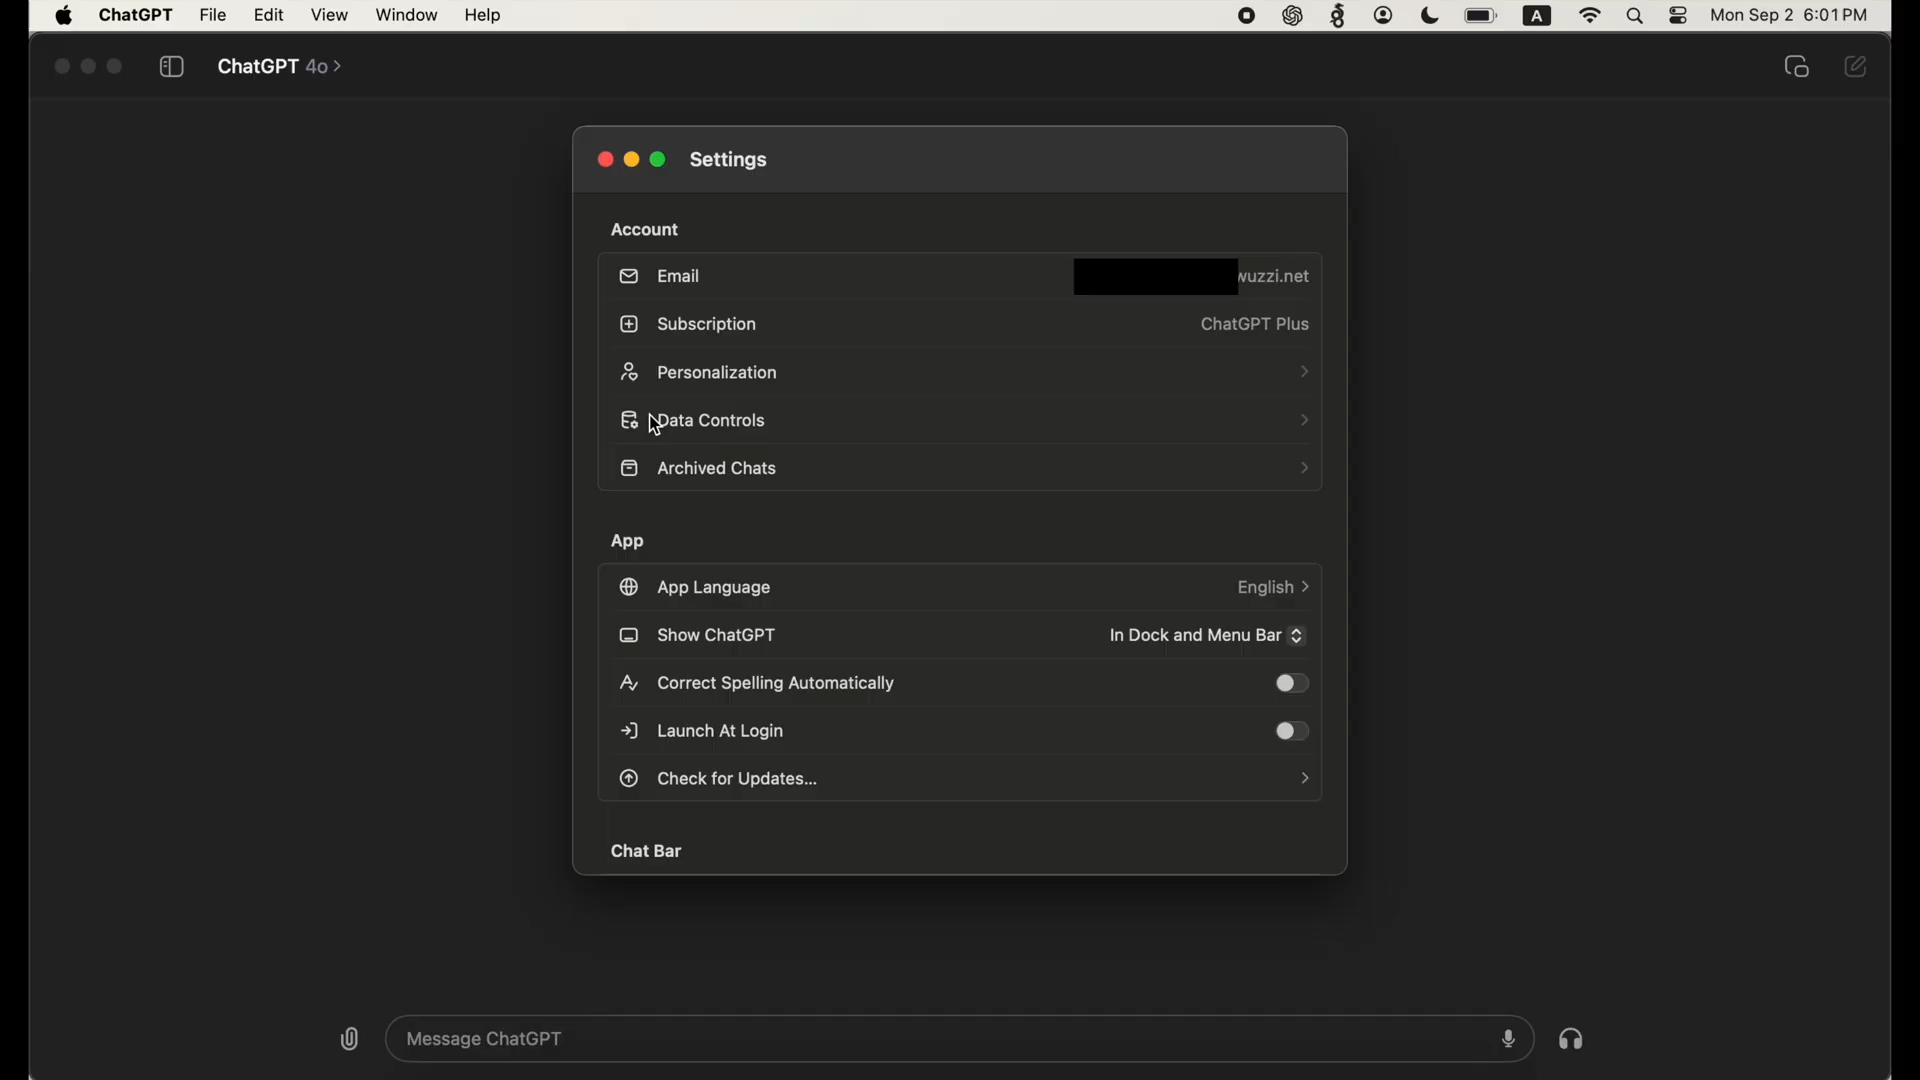 ChatGPT File Edit View Window Help A Mon Sep 2 6:01 PM
ChatGPT 4o >
Settings
Account
Email wuzzi.net
Subscription ChatGPT Plus
Personalization
Data Controls
Archived Chats
App
App Language English
Show ChatGPT In Dock and Menu Bar
Correct Spelling Automatically
Launch At Login
Check for Updates...
Chat Bar
Message ChatGPT